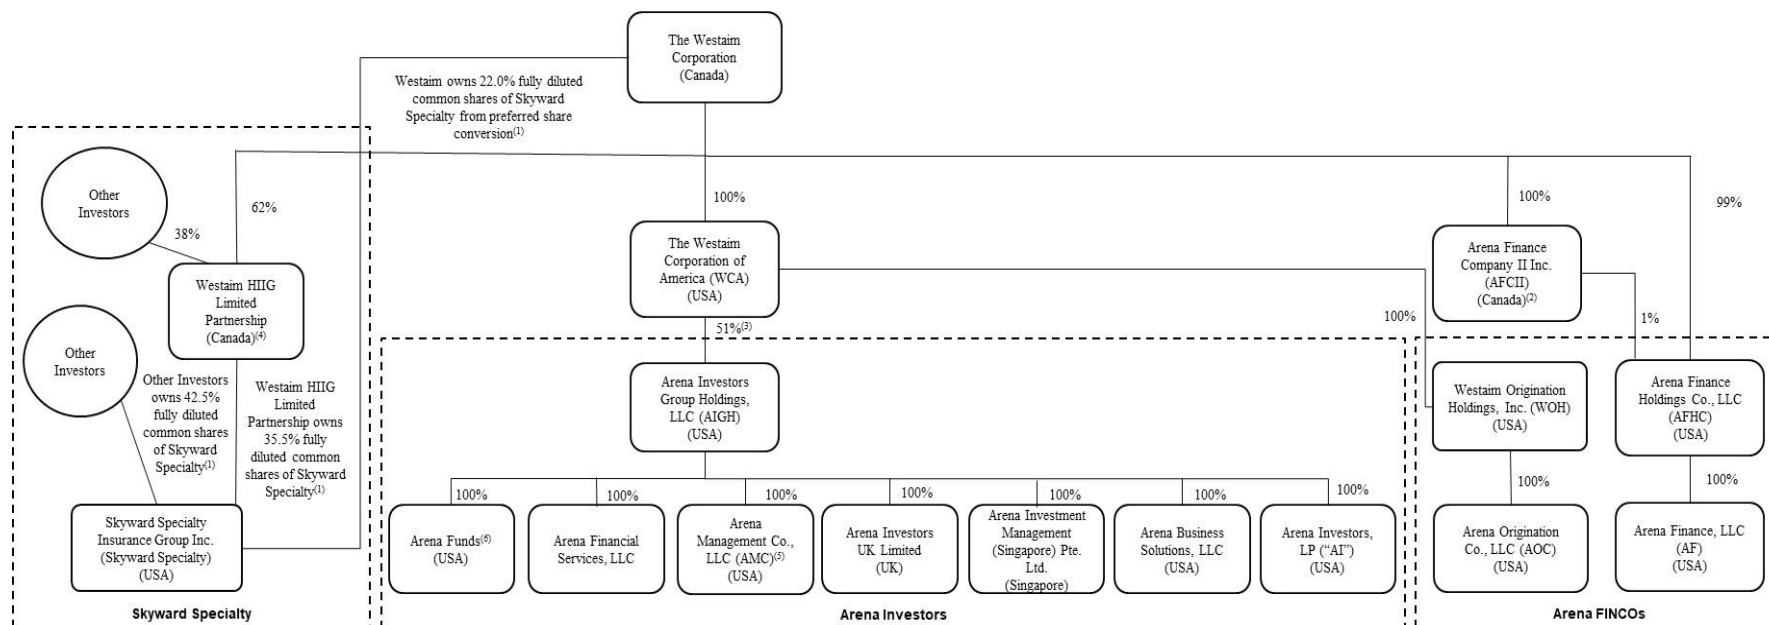 The Westaim
Corporation
(Canada)
Westaim owns 22.0% fully diluted
common shares of Skyward
Specialty from preferred share
conversion(1)
Other
Investors
38%
62%
100%
100%
99%
Westaim HIIG
Limited
Partnership
(Canada)(4)
The Westaim
Corporation of
America (WCA)
(USA)
Arena Finance
Company II Inc.
(AFCII)
(Canada)(2)
51%(3)
100%
1%
Other
Investors
Other Investors
owns 42.5%
fully diluted
common shares
of Skyward
Specialty(1)
Westaim HIIG
Limited
Partnership owns
35.5% fully
diluted common
shares of Skyward
Specialty(1)
Arena Investors
Group Holdings,
LLC (AIGH)
(USA)
Westaim Origination
Holdings, Inc. (WOH)
(USA)
Arena Finance
Holdings Co., LLC
(AFHC)
(USA)
100%
100%
100%
100%
100%
100%
100%
100%
100%
Skyward Specialty
Insurance Group Inc.
(Skyward Specialty)
(USA)
Arena Funds(6)
(USA)
Arena Financial
Services, LLC
Arena
Management Co.,
LLC (AMC)(5)
(USA)
Arena Investors
UK Limited
(UK)
Arena Investment
Management
(Singapore) Pte.
Ltd.
(Singapore)
Arena Business
Solutions, LLC
(USA)
Arena Investors,
LP (“AI”)
(USA)
Arena Origination
Co., LLC (AOC)
(USA)
Arena Finance, LLC
(AF)
(USA)
Skyward Specialty
Arena Investors
Arena FINCOs